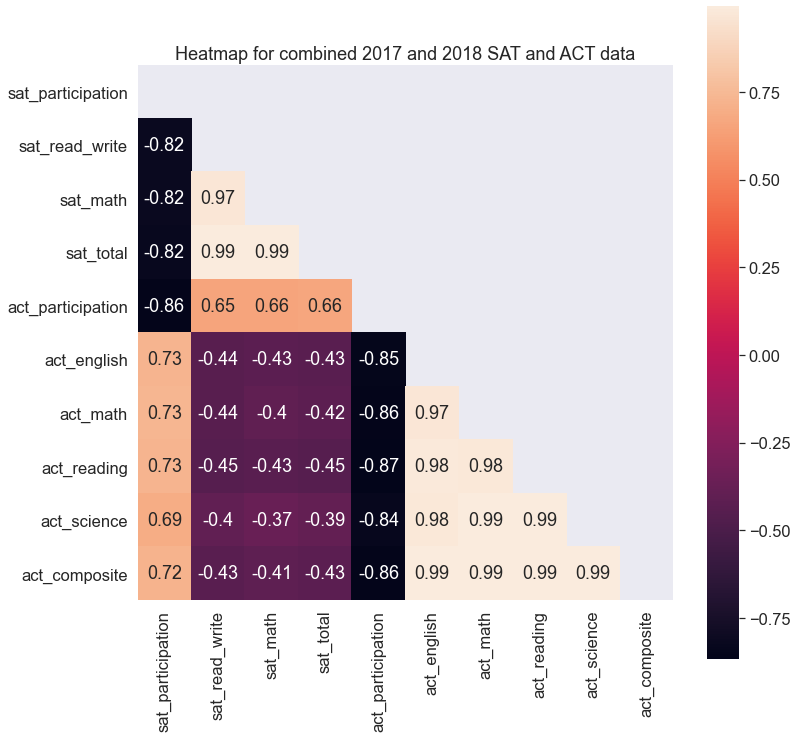 Heatmap for combined 2017 and 2018 SAT and ACT data
sat_participation
sat_read_write -0.82
sat_math -0.82 0.97
sat_total -0.82 0.99 0.99
act_participation -0.86 0.65 0.66 0.66
act_english 0.73 -0.44 -0.43 -0.43 -0.85
act_math 0.73 -0.44 -0.4 -0.42 -0.86 0.97
act_reading 0.73 -0.45 -0.43 -0.45 -0.87 0.98 0.98
act_science 0.69 -0.4 -0.37 -0.39 -0.84 0.98 0.99 0.99
act_composite 0.72 -0.43 -0.41 -0.43 -0.86 0.99 0.99 0.99 0.99
sat_participation
sat_read_write
sat_math
sat_total
act_participation
act_english
act_math
act_reading
act_science
act_composite
0.75
0.50
0.25
0.00
−0.25
−0.50
−0.75